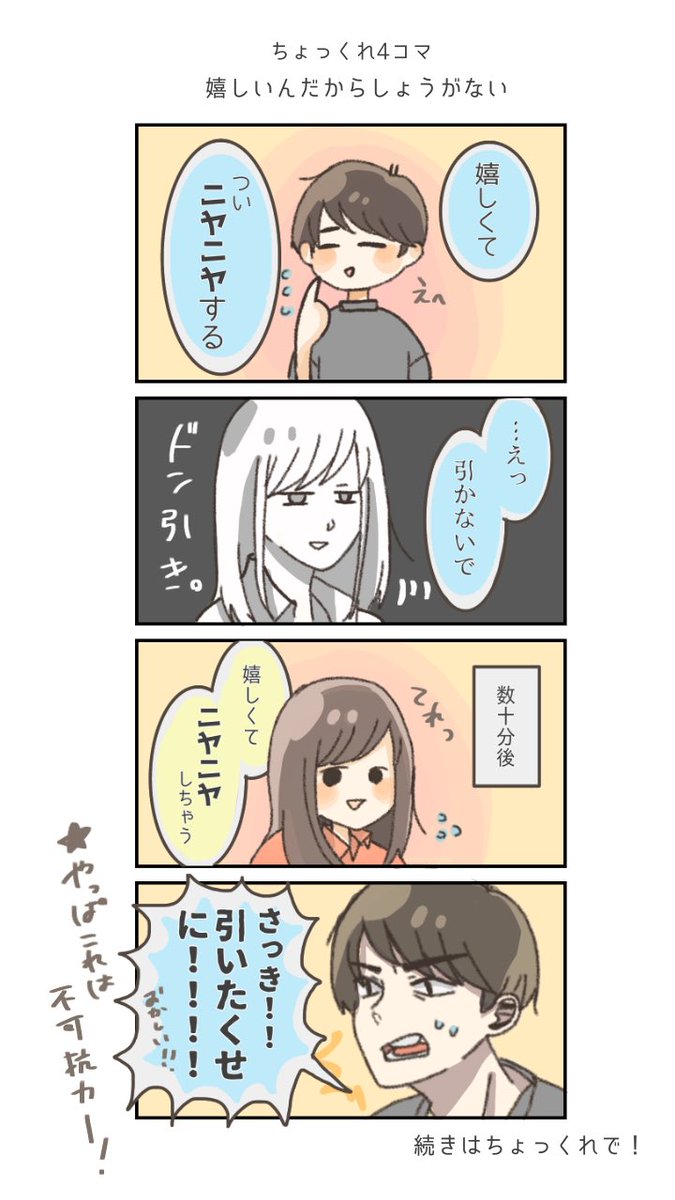 ちょっくれ4コマ
嬉しいんだからしょうがない
嬉しくて
つい
ニヤニヤする
えへ
…えっ
引かないで
ドン引き。
数十分後
てれっ
嬉しくて
ニヤニヤ
しちゃう
さっき!!
引いたくせ
に!!!!!
おかしい!!
★やっぱこれは
不可抗力ー!
続きはちょっくれで!